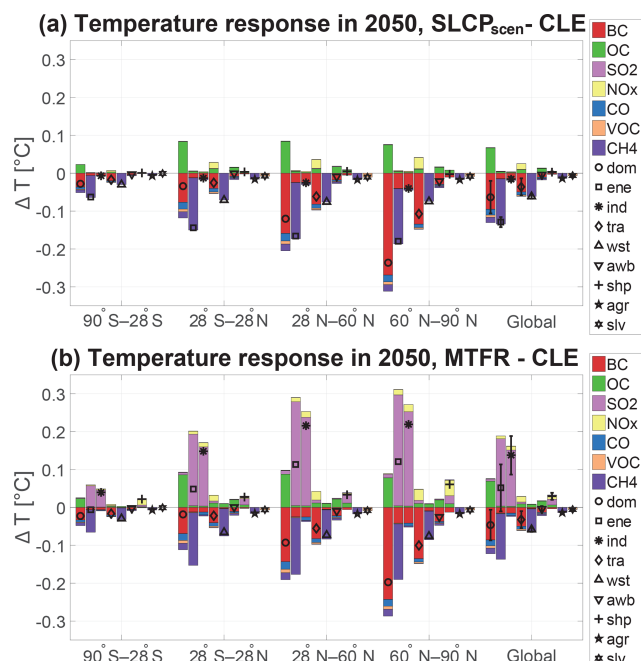 (a) Temperature response in 2050, SLCPscen- CLE
Δ T [°C]
0.3
0.2
0.1
0
-0.1
-0.2
-0.3
90°S–28°S
28°S–28°N
28°N–60°N
60°N–90°N
Global
BC
OC
SO2
NOx
CO
VOC
CH4
dom
ene
ind
tra
wst
awb
shp
agr
slv
(b) Temperature response in 2050, MTFR - CLE
Δ T [°C]
0.3
0.2
0.1
0
-0.1
-0.2
-0.3
90°S–28°S
28°S–28°N
28°N–60°N
60°N–90°N
Global
BC
OC
SO2
NOx
CO
VOC
CH4
dom
ene
ind
tra
wst
awb
shp
agr
slv